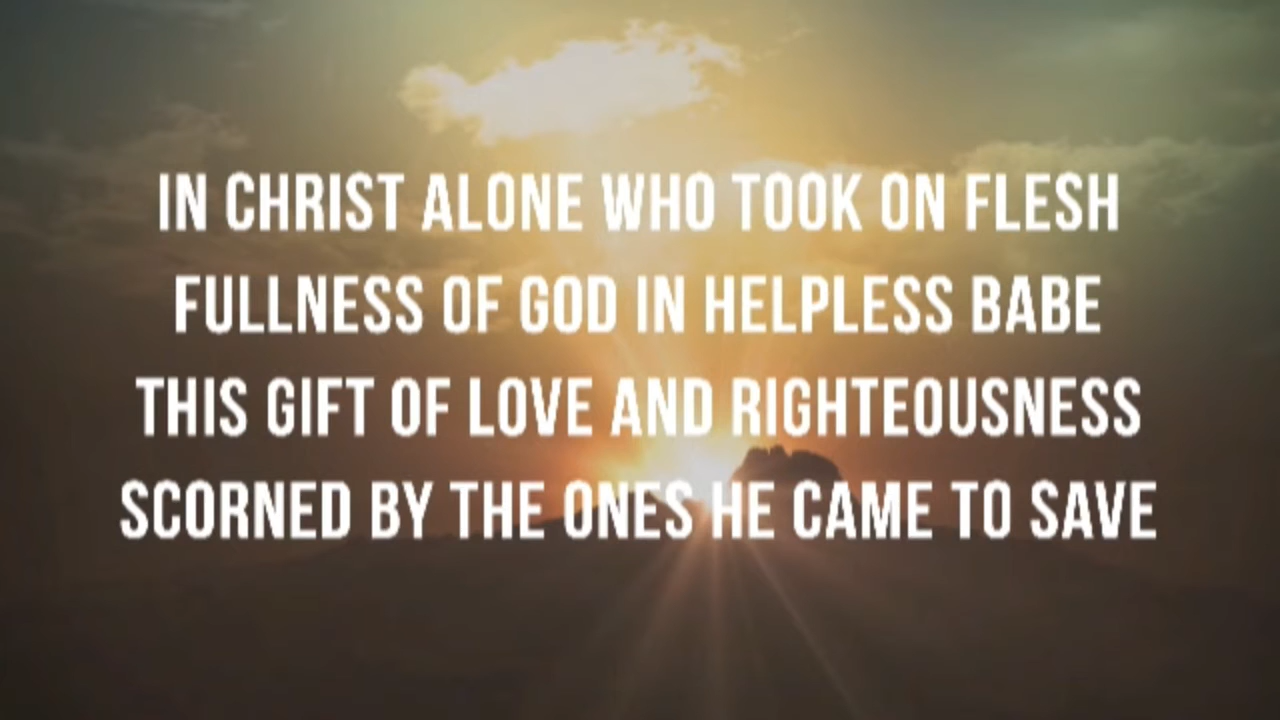 IN CHRIST ALONE WHO TOOK ON FLESH
FULLNESS OF GOD IN HELPLESS BABE
THIS GIFT OF LOVE AND RIGHTEOUSNESS
SCORNED BY THE ONES HE CAME TO SAVE